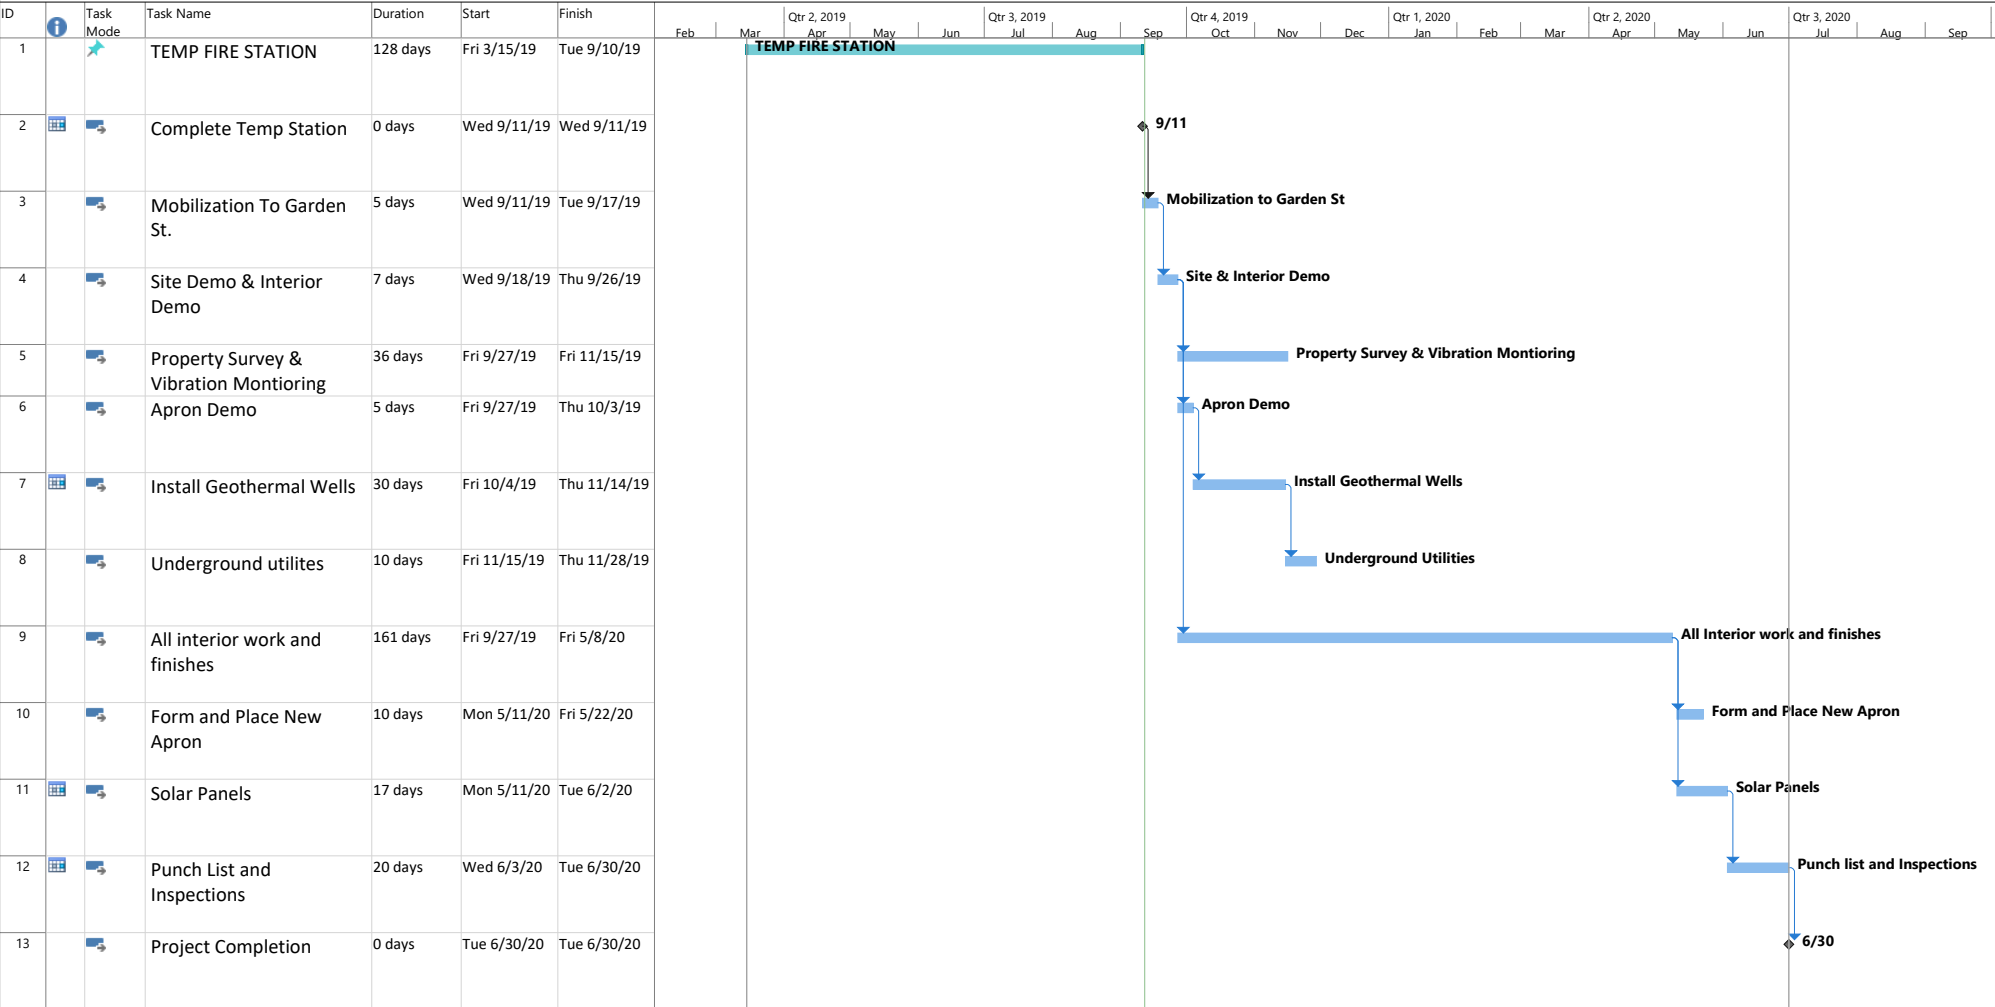 ID Task Mode Task Name Duration Start Finish
Qtr 2, 2019 Qtr 3, 2019 Qtr 4, 2019 Qtr 1, 2020 Qtr 2, 2020 Qtr 3, 2020
Feb Mar Apr May Jun Jul Aug Sep Oct Nov Dec Jan Feb Mar Apr May Jun Jul Aug Sep
1 TEMP FIRE STATION 128 days Fri 3/15/19 Tue 9/10/19 TEMP FIRE STATION
2 Complete Temp Station 0 days Wed 9/11/19 Wed 9/11/19 9/11
3 Mobilization To Garden 5 days Wed 9/11/19 Tue 9/17/19 Mobilization to Garden St
St.
4 Site Demo & Interior 7 days Wed 9/18/19 Thu 9/26/19 Site & Interior Demo
Demo
5 Property Survey & 36 days Fri 9/27/19 Fri 11/15/19 Property Survey & Vibration Montioring
Vibration Montioring
6 Apron Demo 5 days Fri 9/27/19 Thu 10/3/19 Apron Demo
7 Install Geothermal Wells 30 days Fri 10/4/19 Thu 11/14/19 Install Geothermal Wells
8 Underground utilites 10 days Fri 11/15/19 Thu 11/28/19 Underground Utilities
9 All interior work and 161 days Fri 9/27/19 Fri 5/8/20 All Interior work and finishes
finishes
10 Form and Place New 10 days Mon 5/11/20 Fri 5/22/20 Form and Place New Apron
Apron
11 Solar Panels 17 days Mon 5/11/20 Tue 6/2/20 Solar Panels
12 Punch List and 20 days Wed 6/3/20 Tue 6/30/20 Punch list and Inspections
Inspections
13 Project Completion 0 days Tue 6/30/20 Tue 6/30/20 6/30